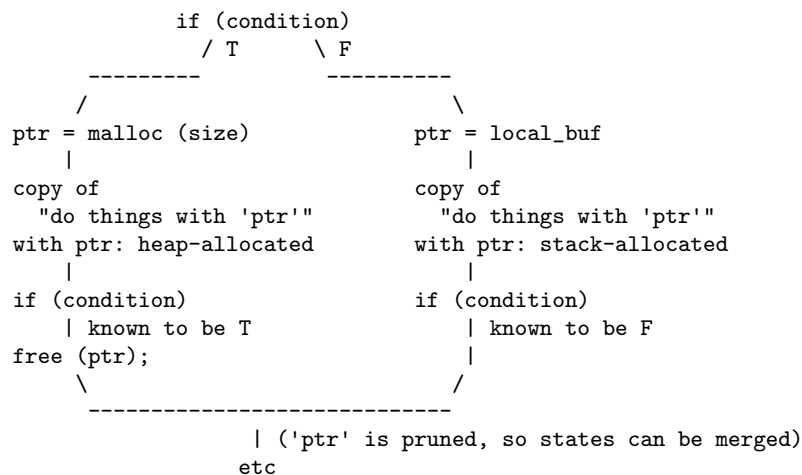 if (condition)
/ T \ F
--------- ----------
/ \
ptr = malloc (size) ptr = local_buf
| |
copy of copy of
"do things with 'ptr'" "do things with 'ptr'"
with ptr: heap-allocated with ptr: stack-allocated
| |
if (condition) if (condition)
| known to be T | known to be F
free (ptr); |
\ /
-----------------------------
| ('ptr' is pruned, so states can be merged)
etc